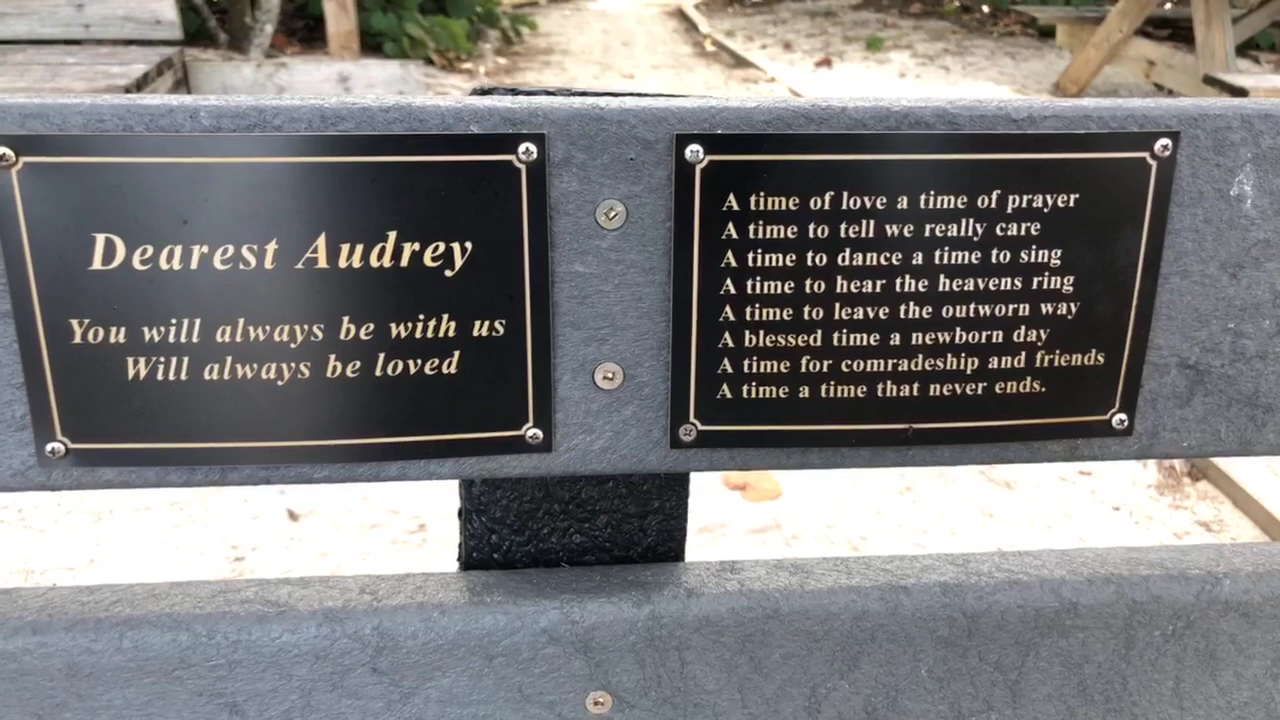 Dearest Audrey
You will always be with us
Will always be loved
A time of love a time of prayer
A time to tell we really care
A time to dance a time to sing
A time to hear the heavens ring
A time to leave the outworn way
A blessed time a newborn day
A time for comradeship and friends
A time a time that never ends.